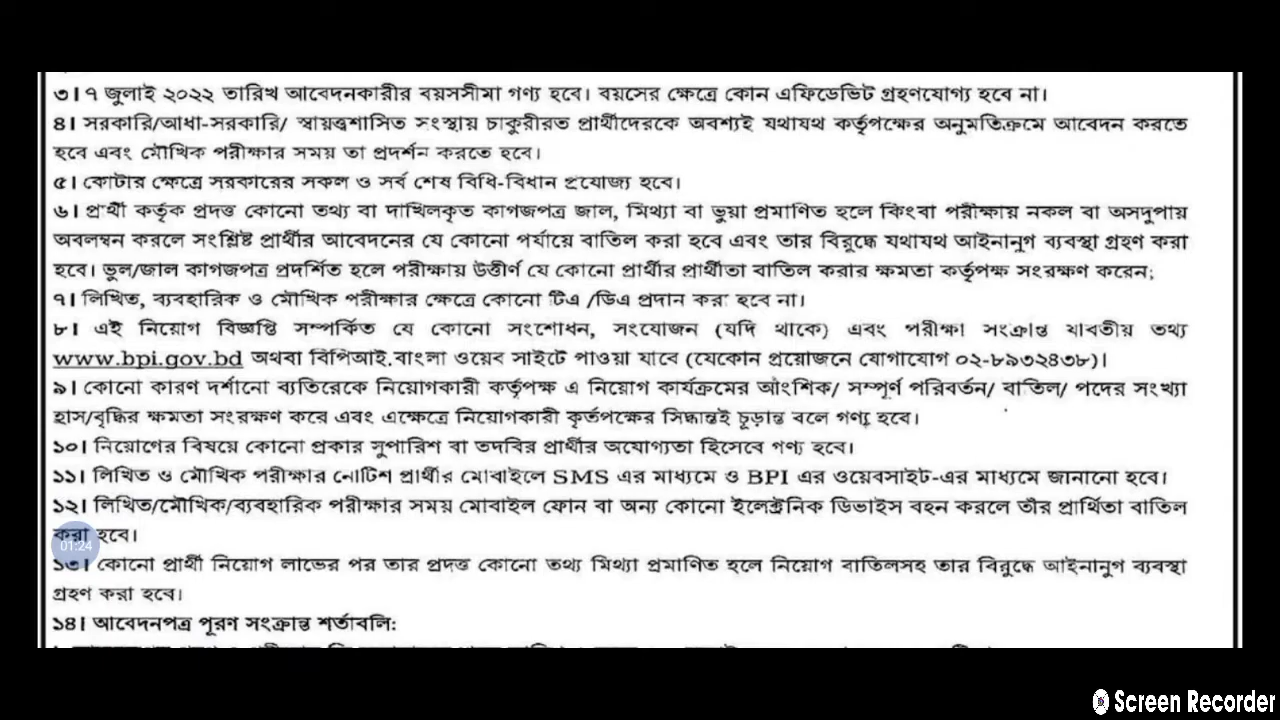 ৩। ৭ জুলাই ২০২২ তারিখ আবেদনকারীর বয়সসীমা গণ্য হবে। বয়সের ক্ষেত্রে কোন এফিডেভিট গ্রহণযোগ্য হবে না।
৪। সরকারি/আধা-সরকারি/ স্বায়ত্তশাসিত সংস্থায় চাকুরীরত প্রার্থীদেরকে অবশ্যই যথাযথ কর্তৃপক্ষের অনুমতিক্রমে আবেদন করতে
হবে এবং মৌখিক পরীক্ষার সময় তা প্রদর্শন করতে হবে।
৫। কোটার ক্ষেত্রে সরকারের সকল ও সর্ব শেষ বিধি-বিধান প্রযোজ্য হবে।
৬। প্রার্থী কর্তৃক প্রদত্ত কোনো তথ্য বা দাখিলকৃত কাগজপত্র জাল, মিথ্যা বা ভুয়া প্রমাণিত হলে কিংবা পরীক্ষায় নকল বা অসদুপায়
অবলম্বন করলে সংশ্লিষ্ট প্রার্থীর আবেদনের যে কোনো পর্যায়ে বাতিল করা হবে এবং তার বিরুদ্ধে যথাযথ আইনানুগ ব্যবস্থা গ্রহণ করা
হবে। ভুল/জাল কাগজপত্র প্রদর্শিত হলে পরীক্ষায় উত্তীর্ণ যে কোনো প্রার্থীর প্রার্থীতা বাতিল করার ক্ষমতা কর্তৃপক্ষ সংরক্ষণ করেন;
৭। লিখিত, ব্যবহারিক ও মৌখিক পরীক্ষার ক্ষেত্রে কোনো টিএ /ডিএ প্রদান করা হবে না।
৮। এই নিয়োগ বিজ্ঞপ্তি সম্পর্কিত যে কোনো সংশোধন, সংযোজন (যদি থাকে) এবং পরীক্ষা সংক্রান্ত যাবতীয় তথ্য
www.bpi.gov.bd অথবা বিপিআই.বাংলা ওয়েব সাইটে পাওয়া যাবে (যেকোন প্রয়োজনে যোগাযোগ ০২-৮৯৩২৪৩৮)।
৯। কোনো কারণ দর্শানো ব্যতিরেকে নিয়োগকারী কর্তৃপক্ষ এ নিয়োগ কার্যক্রমের আংশিক/ সম্পূর্ণ পরিবর্তন/ বাতিল/ পদের সংখ্যা
হ্রাস/বৃদ্ধির ক্ষমতা সংরক্ষণ করে এবং এক্ষেত্রে নিয়োগকারী কৃর্তপক্ষের সিদ্ধান্তই চূড়ান্ত বলে গণ্য হবে।
১০। নিয়োগের বিষয়ে কোনো প্রকার সুপারিশ বা তদবির প্রার্থীর অযোগ্যতা হিসেবে গণ্য হবে।
১১। লিখিত ও মৌখিক পরীক্ষার নোটিশ প্রার্থীর মোবাইলে SMS এর মাধ্যমে ও BPI এর ওয়েবসাইট-এর মাধ্যমে জানানো হবে।
১২। লিখিত/মৌখিক/ব্যবহারিক পরীক্ষার সময় মোবাইল ফোন বা অন্য কোনো ইলেক্ট্রনিক ডিভাইস বহন করলে তাঁর প্রার্থিতা বাতিল
করা হবে।
01:24
১৩। কোনো প্রার্থী নিয়োগ লাভের পর তার প্রদত্ত কোনো তথ্য মিথ্যা প্রমাণিত হলে নিয়োগ বাতিলসহ তার বিরুদ্ধে আইনানুগ ব্যবস্থা
গ্রহণ করা হবে।
১৪। আবেদনপত্র পূরণ সংক্রান্ত শর্তাবলি:
Screen Recorder